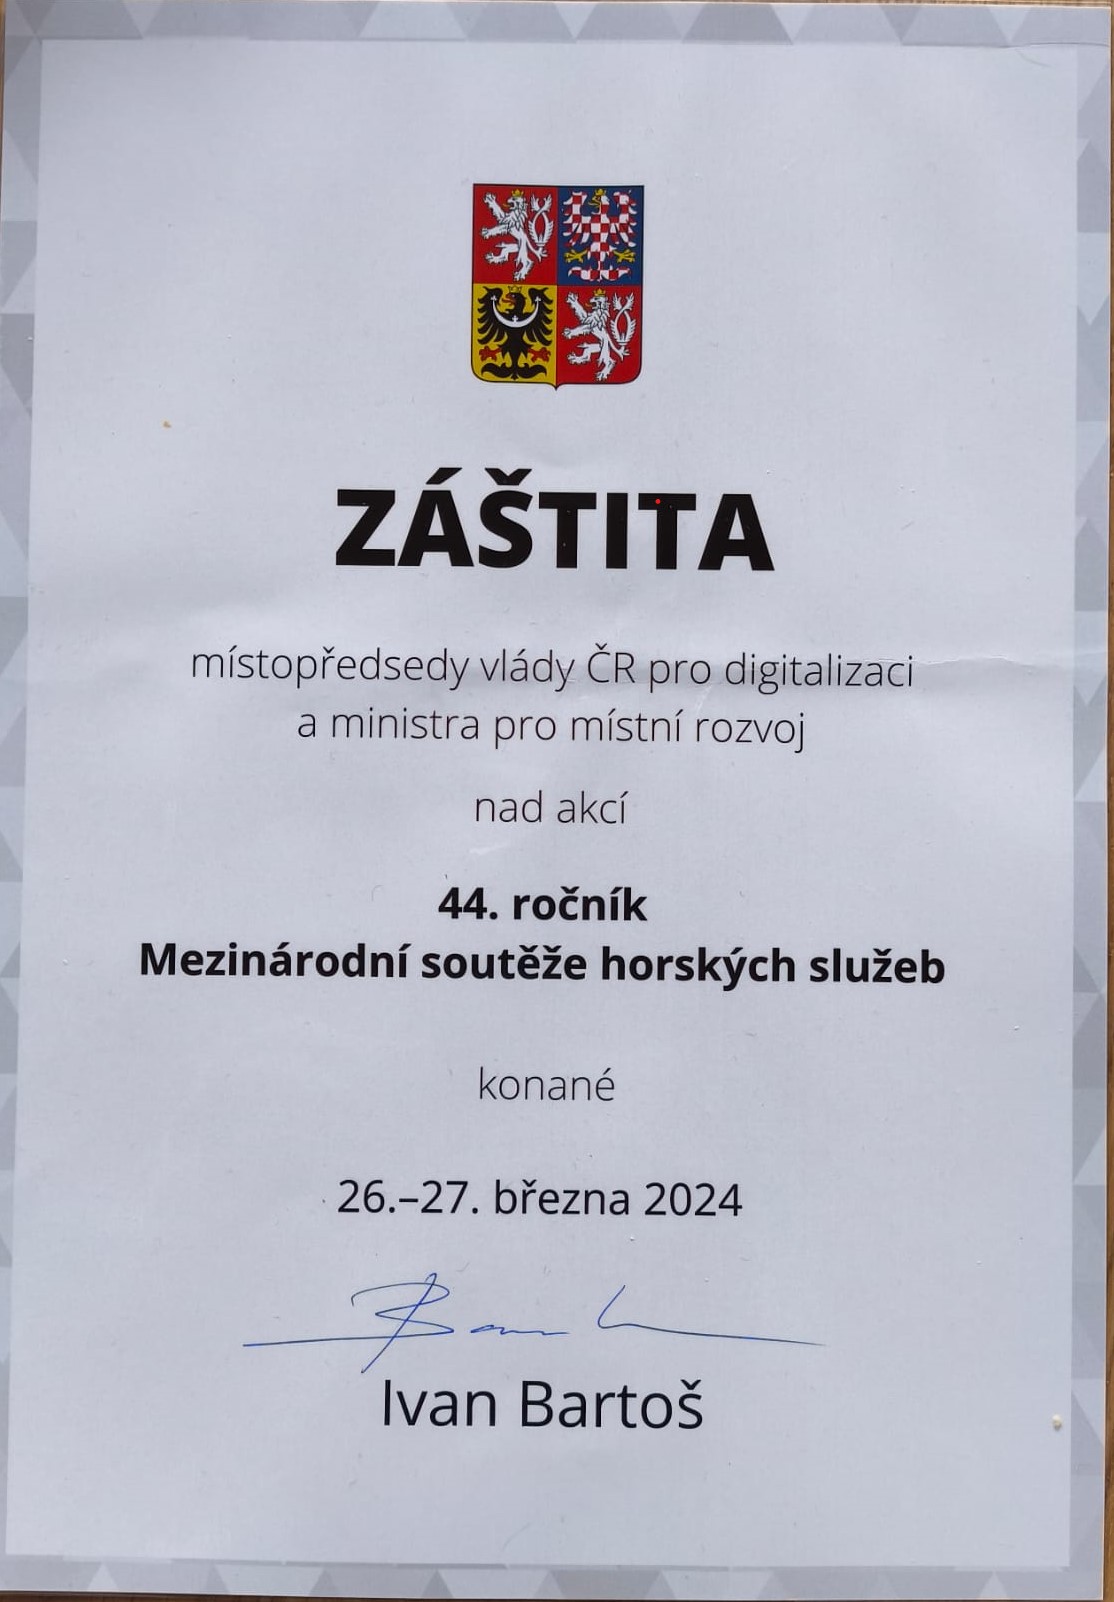 ZÁŠTITA
místopředsedy vlády ČR pro digitalizaci
a ministra pro místní rozvoj
nad akcí
44. ročník
Mezinárodní soutěže horských služeb
konané
26.–27. března 2024
Ivan Bartoš